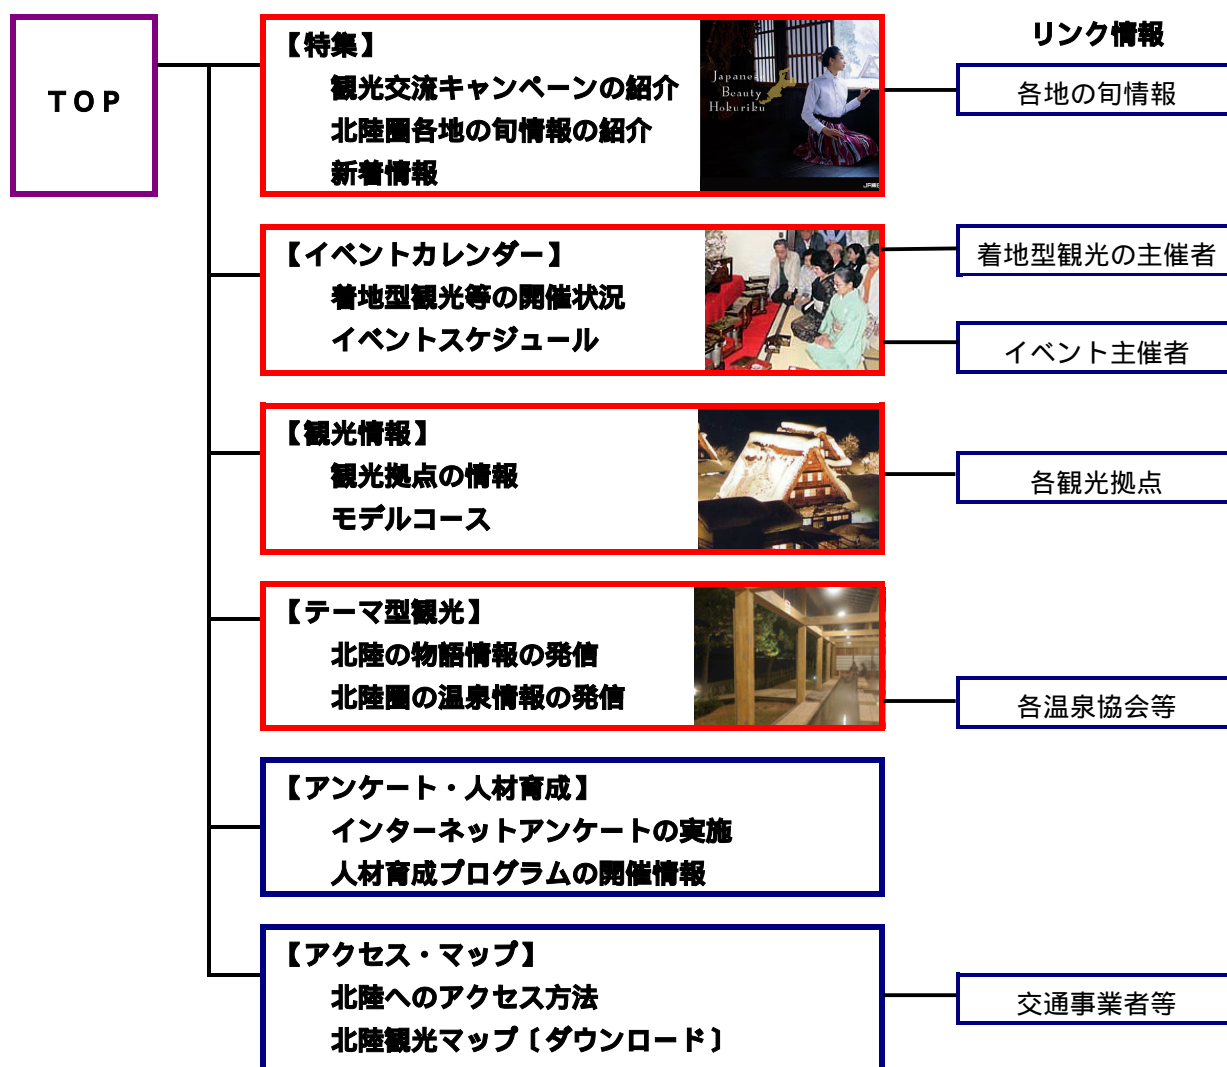 TOP
【特集】
観光交流キャンペーンの紹介
北陸圏各地の旬情報の紹介
新着情報
Japanese
Beauty
Hokuriku
リンク情報
各地の旬情報
【イベントカレンダー】
着地型観光等の開催状況
イベントスケジュール
着地型観光の主催者
イベント主催者
【観光情報】
観光拠点の情報
モデルコース
各観光拠点
【テーマ型観光】
北陸の物語情報の発信
北陸圏の温泉情報の発信
各温泉協会等
【アンケート・人材育成】
インターネットアンケートの実施
人材育成プログラムの開催情報
【アクセス・マップ】
北陸へのアクセス方法
北陸観光マップ〔ダウンロード〕
交通事業者等